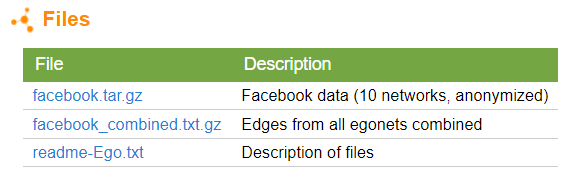 Files
File Description
facebook.tar.gz Facebook data (10 networks, anonymized)
facebook_combined.txt.gz Edges from all egonets combined
readme-Ego.txt Description of files